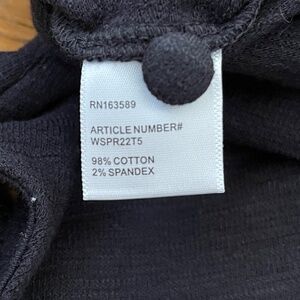 RN163589
ARTICLE NUMBER#
WSPR22T5
98% COTTON
2% SPANDEX